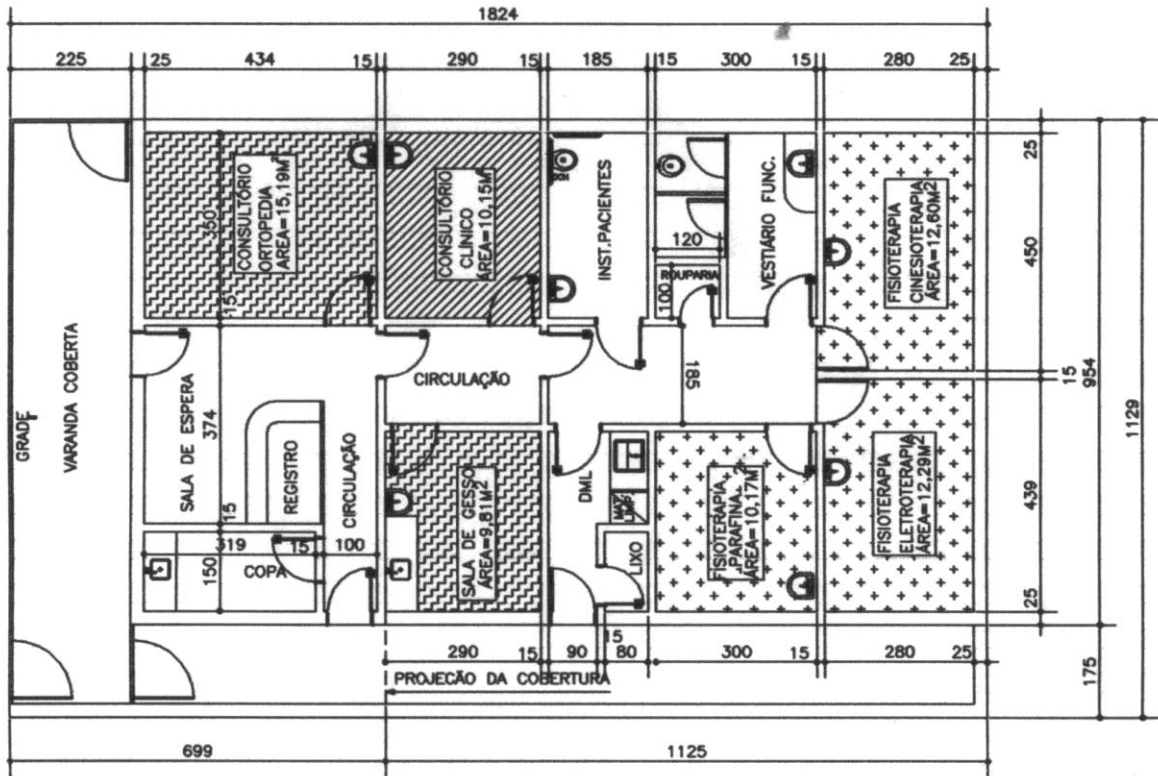 1824
225
25
434
15
290
15
185
15
300
15
280
25
CONSULTÓRIO
ORTOPEDIA
ÁREA=15,19M²
350
15
CONSULTÓRIO
CLÍNICO
ÁREA=10,15M²
INST.PACIENTES
120
ROUPARIA
100
VESTIÁRIO FUNC.
FISIOTERAPIA
CINESIOTERAPIA
ÁREA=12,60M2
25
450
15
954
1129
GRADE
VARANDA COBERTA
SALA DE ESPERA
374
15
REGISTRO
CIRCULAÇÃO
CIRCULAÇÃO
185
SALA DE GESSO
ÁREA=9,81M²
DML
MAT.
LIMP.
LIXO
FISIOTERAPIA
PARAFINA
ÁREA=10,17M²
FISIOTERAPIA
ELETROTERAPIA
ÁREA=12,29M²
439
25
319
15
100
150
COPA
290
15
90
15
80
300
15
280
25
175
PROJEÇÃO DA COBERTURA
699
1125